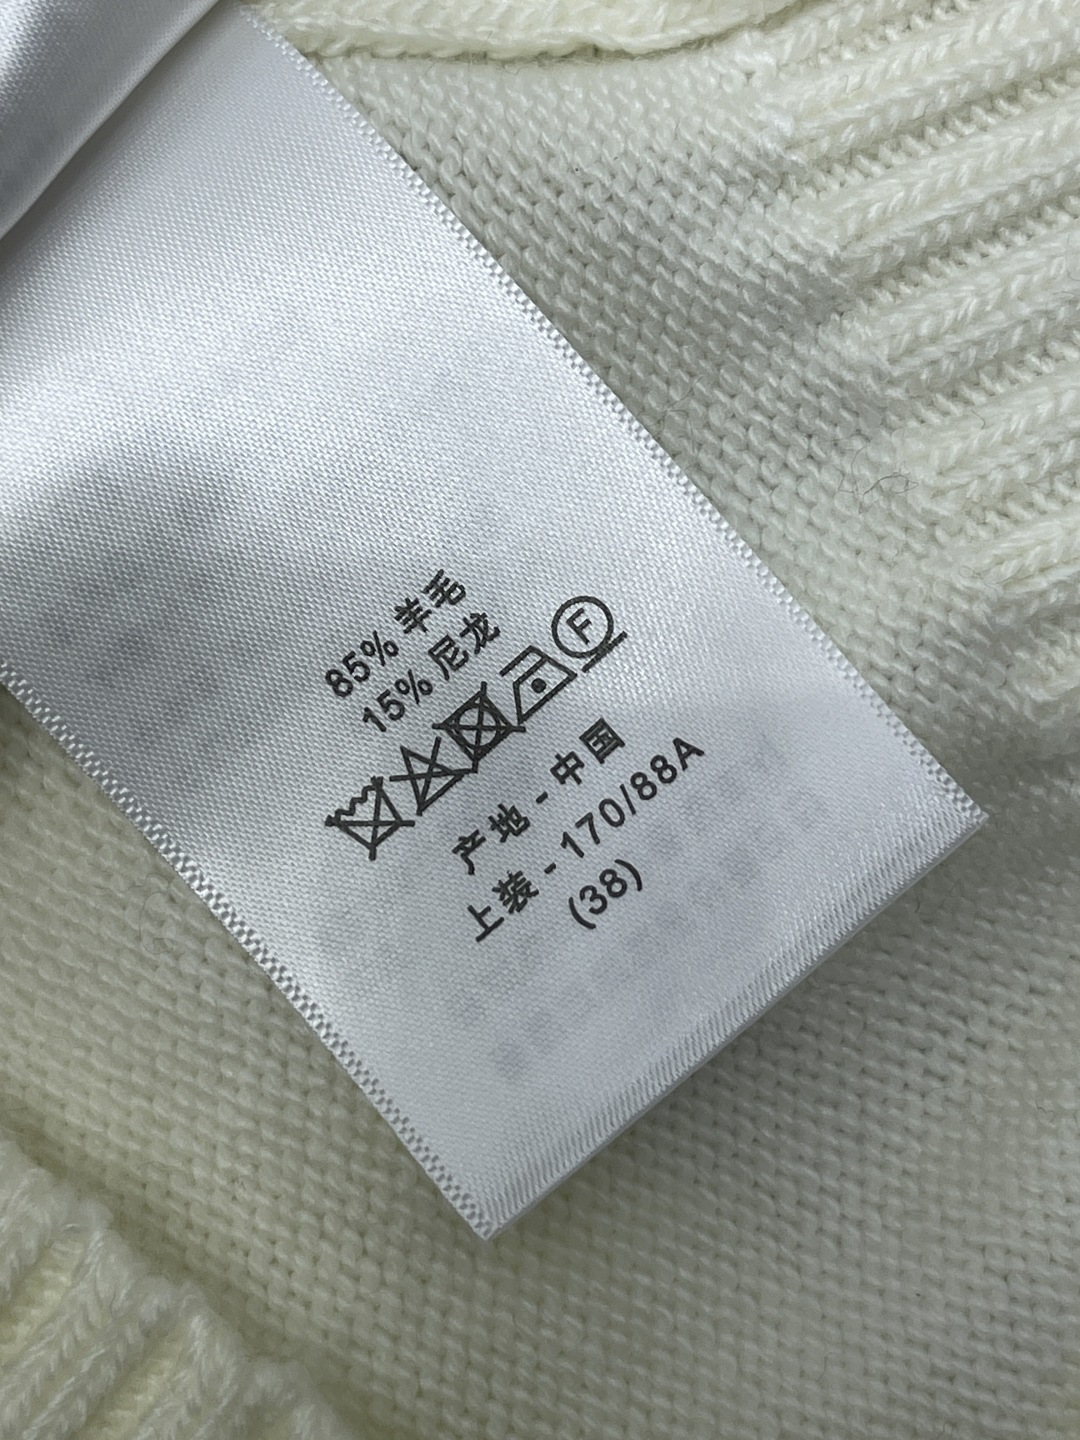 85% 羊毛
15% 尼龙
F
产地 - 中国
上装 - 170/88A
(38)